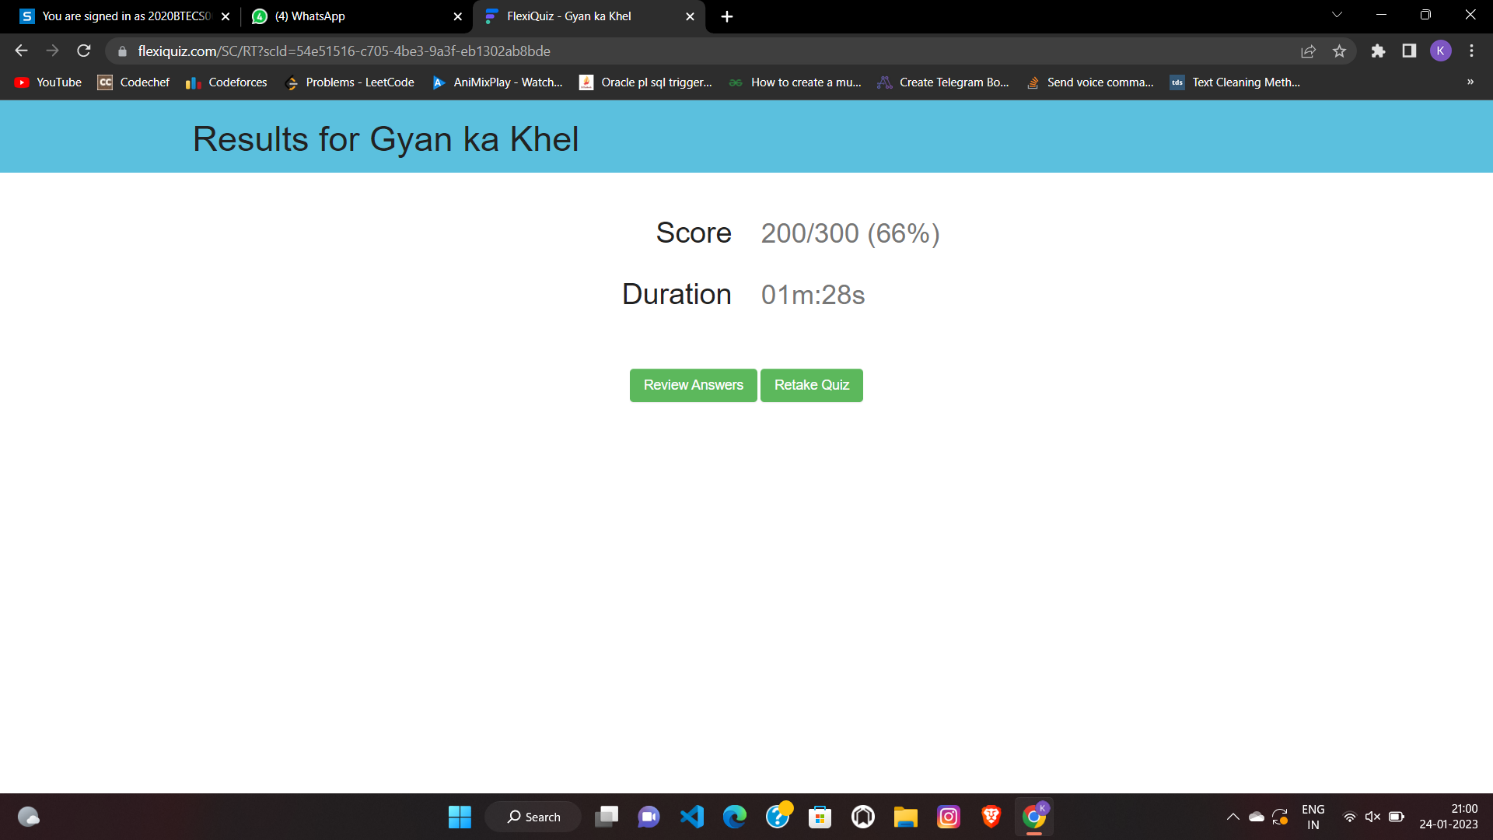 You are signed in as 2020BTECS0
(4) WhatsApp
FlexiQuiz - Gyan ka Khel
flexiquiz.com/SC/RT?scId=54e51516-c705-4be3-9a3f-eb1302ab8bde
K
YouTube
CC Codechef
Codeforces
Problems - LeetCode
AniMixPlay - Watch...
Oracle pl sql trigger...
How to create a mu...
Create Telegram Bo...
Send voice comma...
tds Text Cleaning Meth...
Results for Gyan ka Khel
Score 200/300 (66%)
Duration 01m:28s
Review Answers Retake Quiz
Search
ENG
IN
21:00
24-01-2023